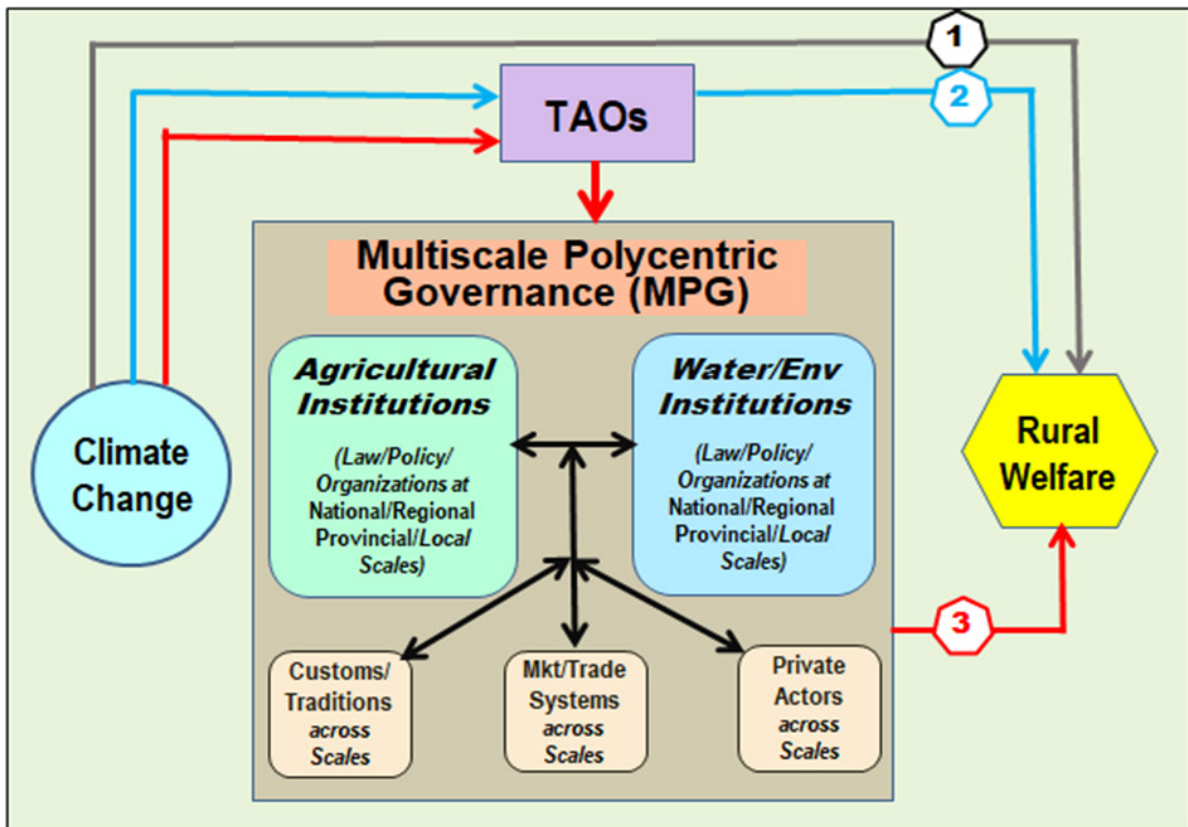 1
2
TAOs
Multiscale Polycentric
Governance (MPG)
Agricultural
Institutions
(Law/Policy/
Organizations at
National/Regional
Provincial/Local
Scales)
Water/Env
Institutions
(Law/Policy/
Organizations at
National/Regional
Provincial/Local
Scales)
Climate
Change
Rural
Welfare
3
Customs/
Traditions
across
Scales
Mkt/Trade
Systems
across
Scales
Private
Actors
across
Scales